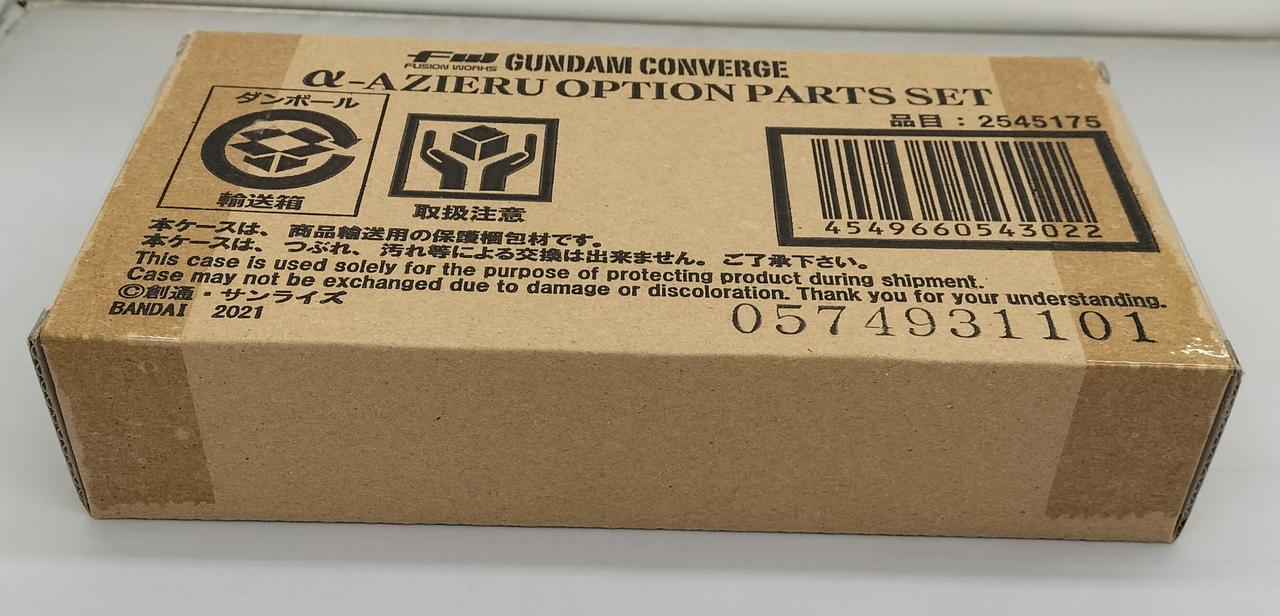 fw GUNDAM CONVERGE
FUSION WORKS
α-AZIERU OPTION PARTS SET
ダンボール
輸送箱
取扱注意
品目：2545175
4549660543022
本ケースは、商品輸送用の保護梱包材です。
本ケースは、つぶれ、汚れ等による交換は出来ません。ご了承下さい。
This case is used solely for the purpose of protecting product during shipment.
Case may not be exchanged due to damage or discoloration. Thank you for your understanding.
©創通・サンライズ
BANDAI 2021
0574931101